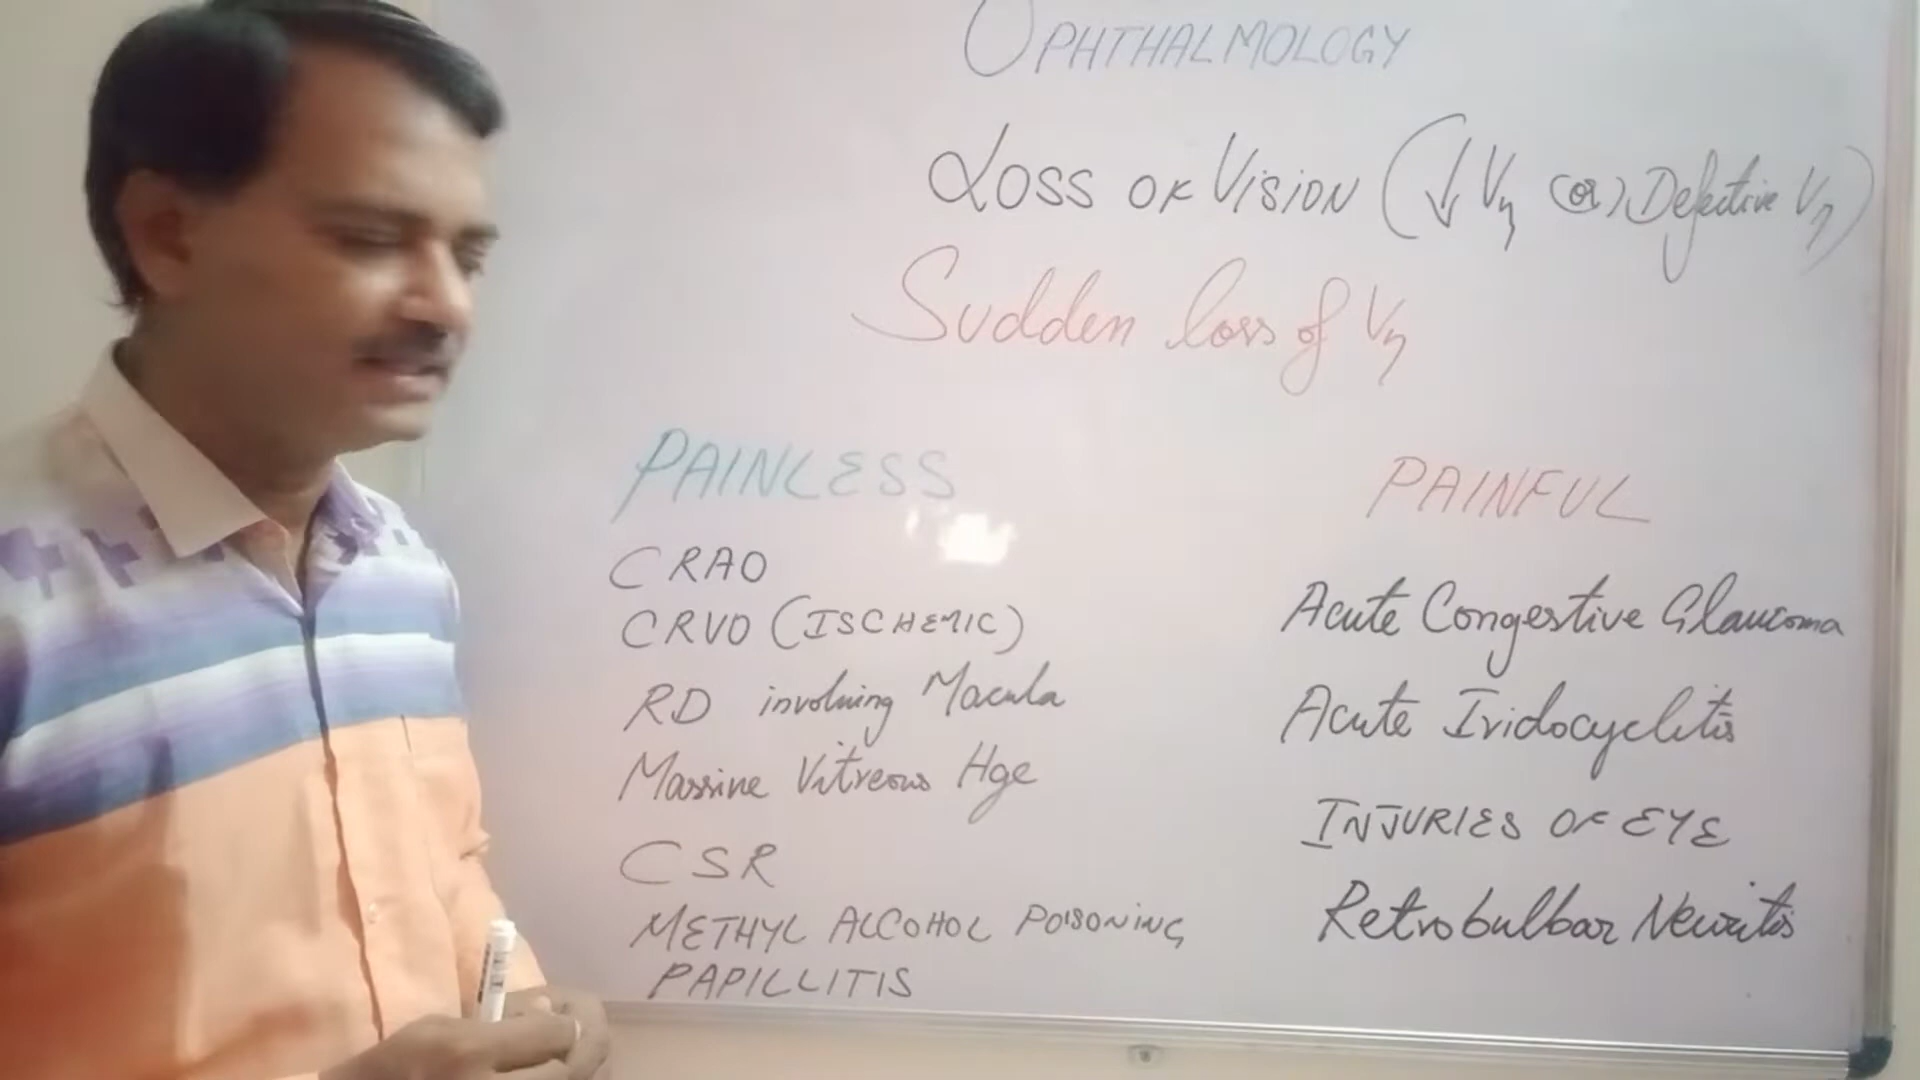 OPHTHALMOLOGY
LOSS OF VISION (↓ Vn (or) Defective Vn)
Sudden loss of Vn
PAINLESS
CRAO
CRVO (ISCHEMIC)
RD involving Macula
Massive Vitreous Hge
CSR
METHYL ALCOHOL POISONING
PAPILLITIS
PAINFUL
Acute Congestive Glaucoma
Acute Iridocyclitis
INJURIES OF EYE
Retrobulbar Neuritis